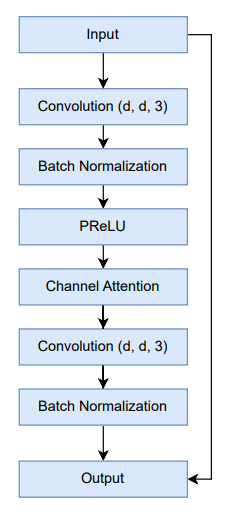 Input
Convolution (d, d, 3)
Batch Normalization
PReLU
Channel Attention
Convolution (d, d, 3)
Batch Normalization
Output